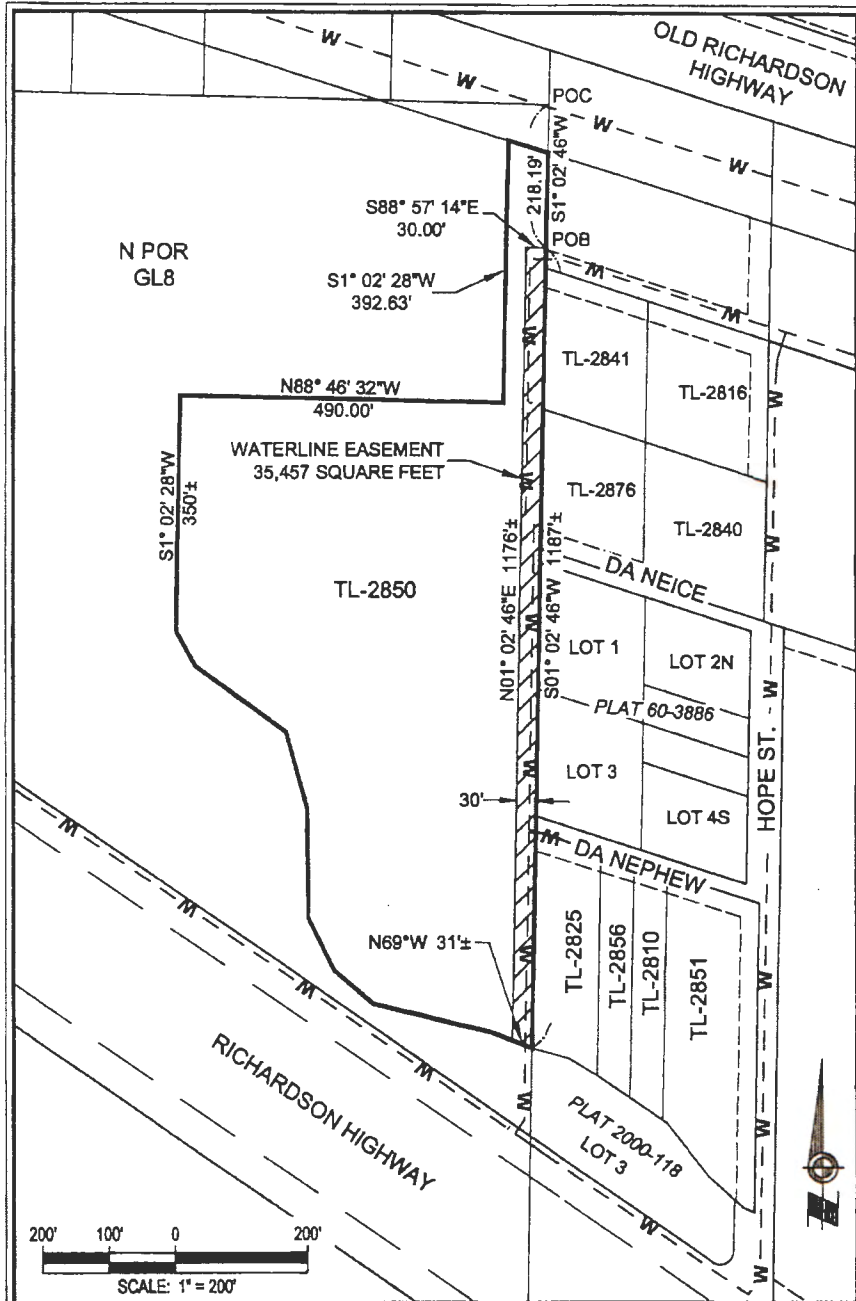 OLD RICHARDSON
HIGHWAY
W
W
W
W
POC
S1° 02' 46"W
218.19'
S88° 57' 14"E
30.00'
POB
N POR
GL8
S1° 02' 28"W
392.63'
W
W
W
TL-2841
TL-2816
W
N88° 46' 32"W
490.00'
WATERLINE EASEMENT
35,457 SQUARE FEET
W
TL-2876
TL-2840
W
S1° 02' 28"W
350'±
N01° 02' 46"E 1176'±
S01° 02' 46"W 1187'±
DA NEICE
TL-2850
W
LOT 1
LOT 2N
W
PLAT 60-3886
HOPE ST.
W
LOT 3
30'
LOT 4S
W
W
DA NEPHEW
W
N69°W 31'±
W
TL-2825
TL-2856
TL-2810
TL-2851
W
W
W
RICHARDSON HIGHWAY
W
PLAT 2000-118
LOT 3
W
W
W
N
200' 100' 0 200'
SCALE: 1" = 200'